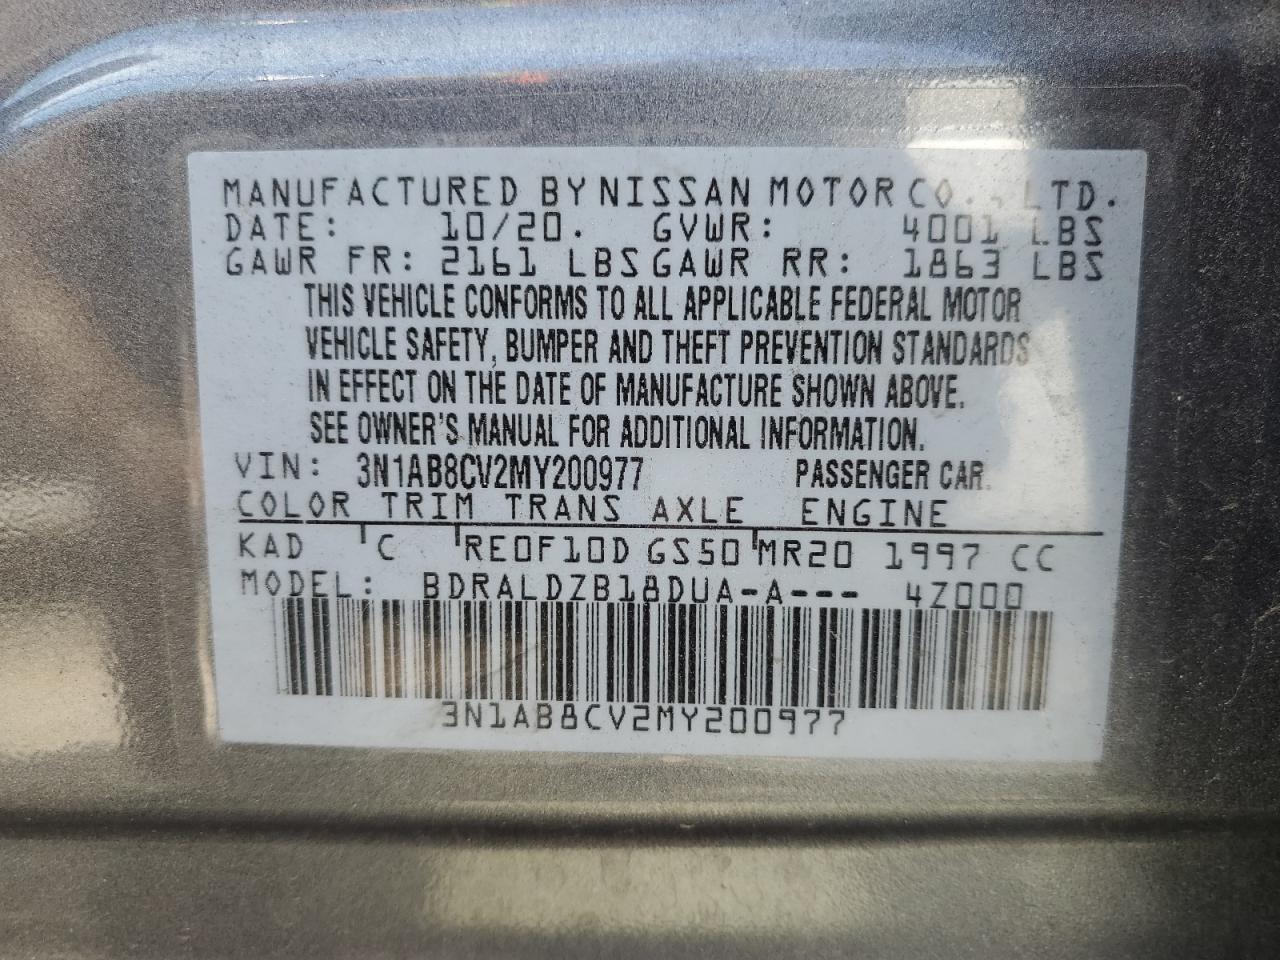 MANUFACTURED BY NISSAN MOTOR CO., LTD.
DATE: 10/20. GVWR: 4001 LBS
GAWR FR: 2161 LBS GAWR RR: 1863 LBS
THIS VEHICLE CONFORMS TO ALL APPLICABLE FEDERAL MOTOR
VEHICLE SAFETY, BUMPER AND THEFT PREVENTION STANDARDS
IN EFFECT ON THE DATE OF MANUFACTURE SHOWN ABOVE.
SEE OWNER'S MANUAL FOR ADDITIONAL INFORMATION.
VIN: 3N1AB8CV2MY200977 PASSENGER CAR.
COLOR TRIM TRANS AXLE ENGINE
KAD C RE0F10D GS50 MR20 1997 CC
MODEL: BDRALDZB18DUA-A--- 4Z000
3N1AB8CV2MY200977